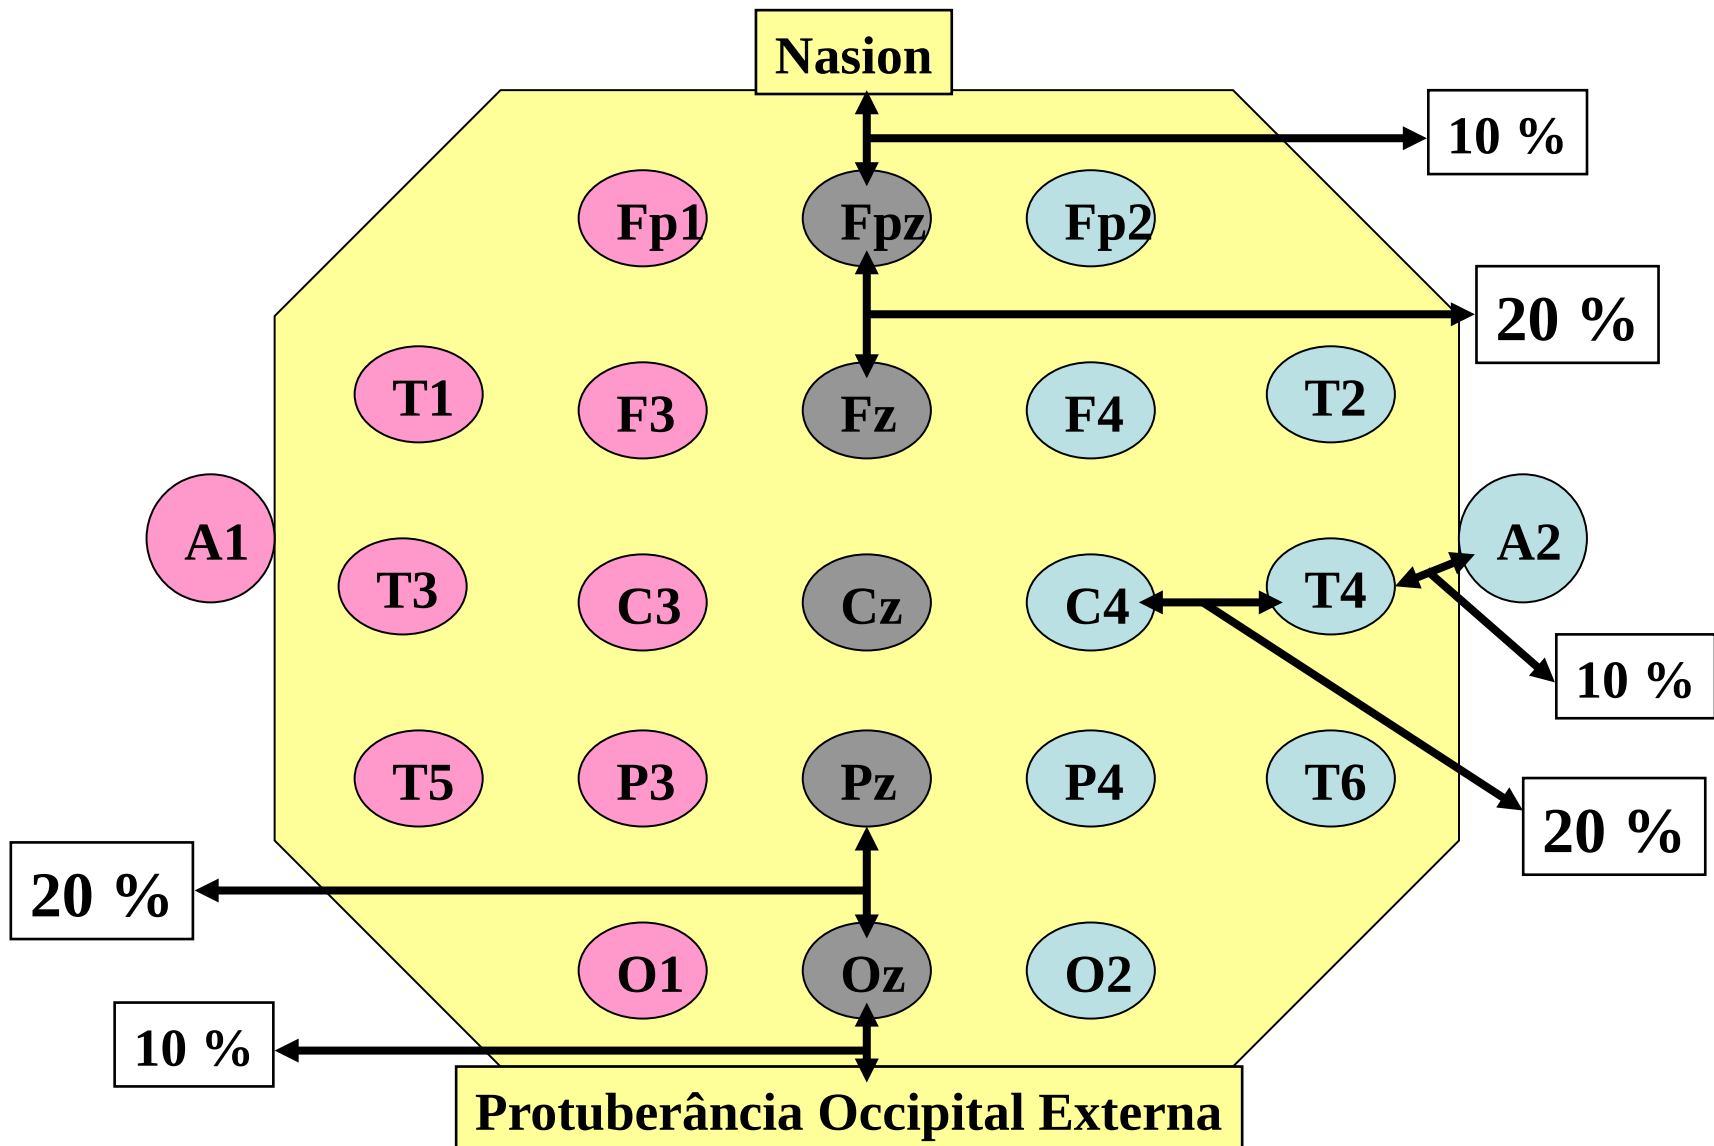 Nasion
10 %
Fp1 Fpz Fp2
20 %
T1 F3 Fz F4 T2
A1 A2
T3 C3 Cz C4 T4
10 %
T5 P3 Pz P4 T6
20 %
20 %
O1 Oz O2
10 %
Protuberância Occipital Externa